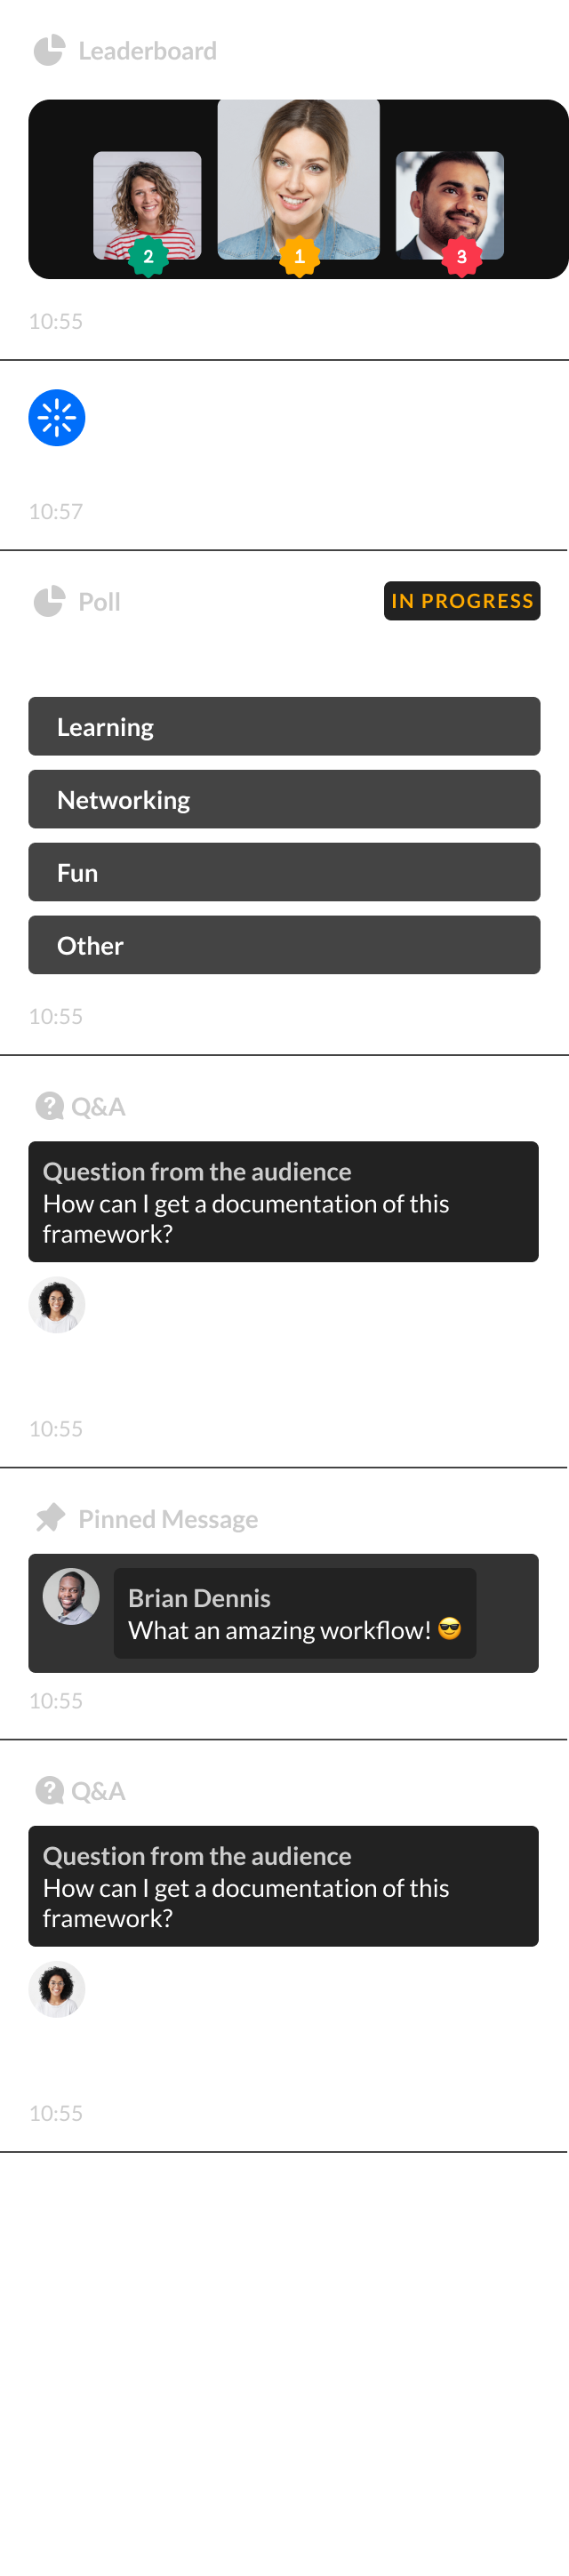 Leaderboard
2
1
3
10:55
10:57
Poll
IN PROGRESS
Learning
Networking
Fun
Other
10:55
Q&A
Question from the audience
How can I get a documentation of this
framework?
10:55
Pinned Message
Brian Dennis
What an amazing workflow! 😎
10:55
Q&A
Question from the audience
How can I get a documentation of this
framework?
10:55